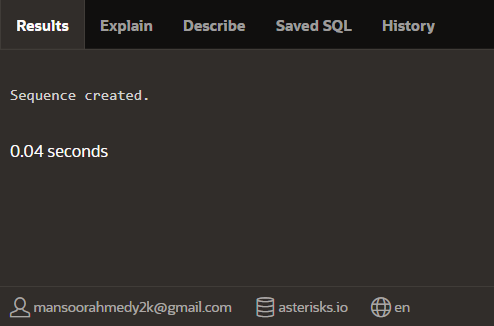 Results Explain Describe Saved SQL History
Sequence created.
0.04 seconds
mansoorahmedy2k@gmail.com asterisks.io en